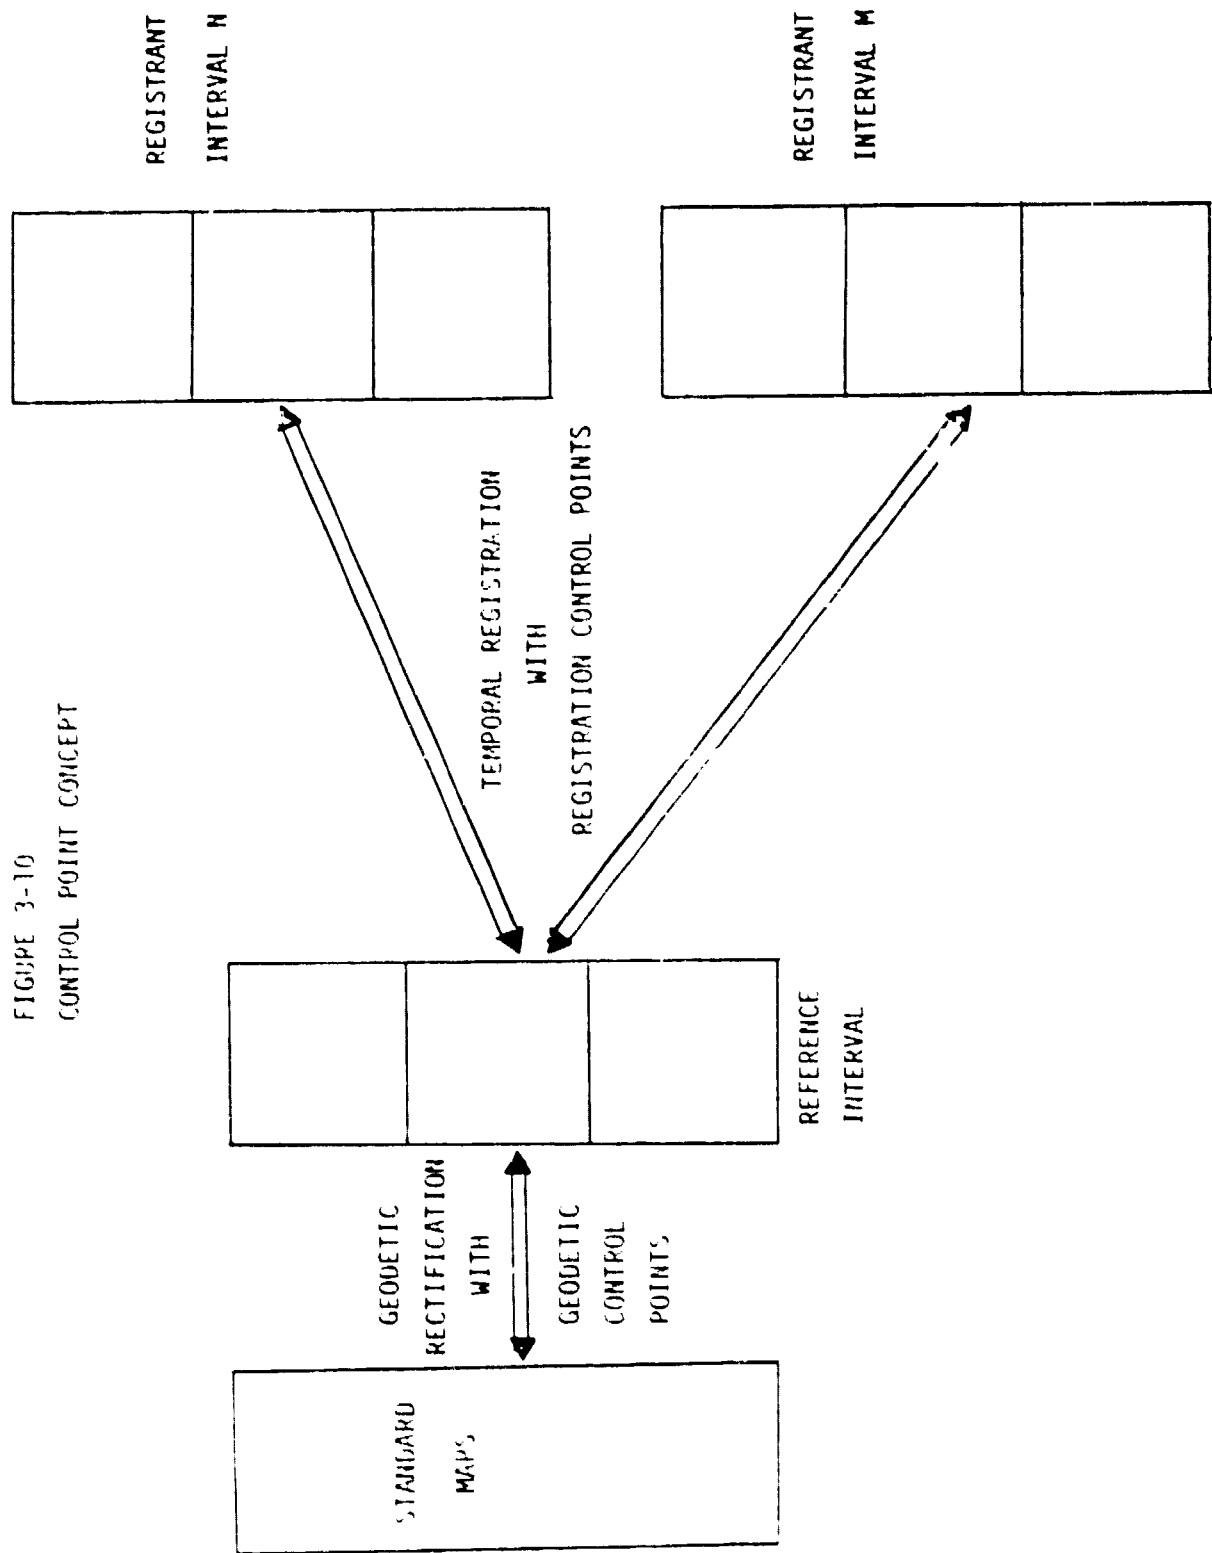 FIGURE 3-10
CONTROL POINT CONCEPT
STANDARD
MAPS
GEODETIC
RECTIFICATION
WITH
GEODETIC
CONTROL
POINTS
REFERENCE
INTERVAL
TEMPORAL REGISTRATION
WITH
REGISTRATION CONTROL POINTS
REGISTRANT
INTERVAL N
REGISTRANT
INTERVAL M